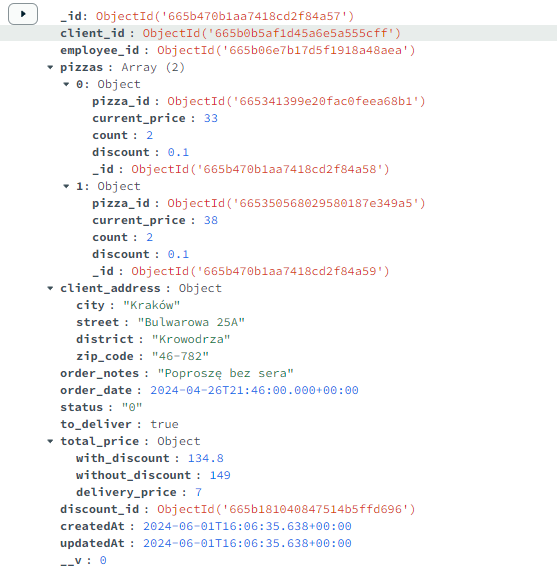 _id: ObjectId('665b470b1aa7418cd2f84a57')
client_id : ObjectId('665b0b5af1d45a6e5a555cff')
employee_id : ObjectId('665b06e7b17d5f1918a48aea')
pizzas : Array (2)
0: Object
pizza_id : ObjectId('665341399e20fac0feea68b1')
current_price : 33
count : 2
discount : 0.1
_id : ObjectId('665b470b1aa7418cd2f84a58')
1: Object
pizza_id : ObjectId('665350568029580187e349a5')
current_price : 38
count : 2
discount : 0.1
_id : ObjectId('665b470b1aa7418cd2f84a59')
client_address : Object
city : "Kraków"
street : "Bulwarowa 25A"
district : "Krowodrza"
zip_code : "46-782"
order_notes : "Poproszę bez sera"
order_date : 2024-04-26T21:46:00.000+00:00
status : "0"
to_deliver : true
total_price : Object
with_discount : 134.8
without_discount : 149
delivery_price : 7
discount_id : ObjectId('665b181040847514b5ffd696')
createdAt : 2024-06-01T16:06:35.638+00:00
updatedAt : 2024-06-01T16:06:35.638+00:00
__v : 0